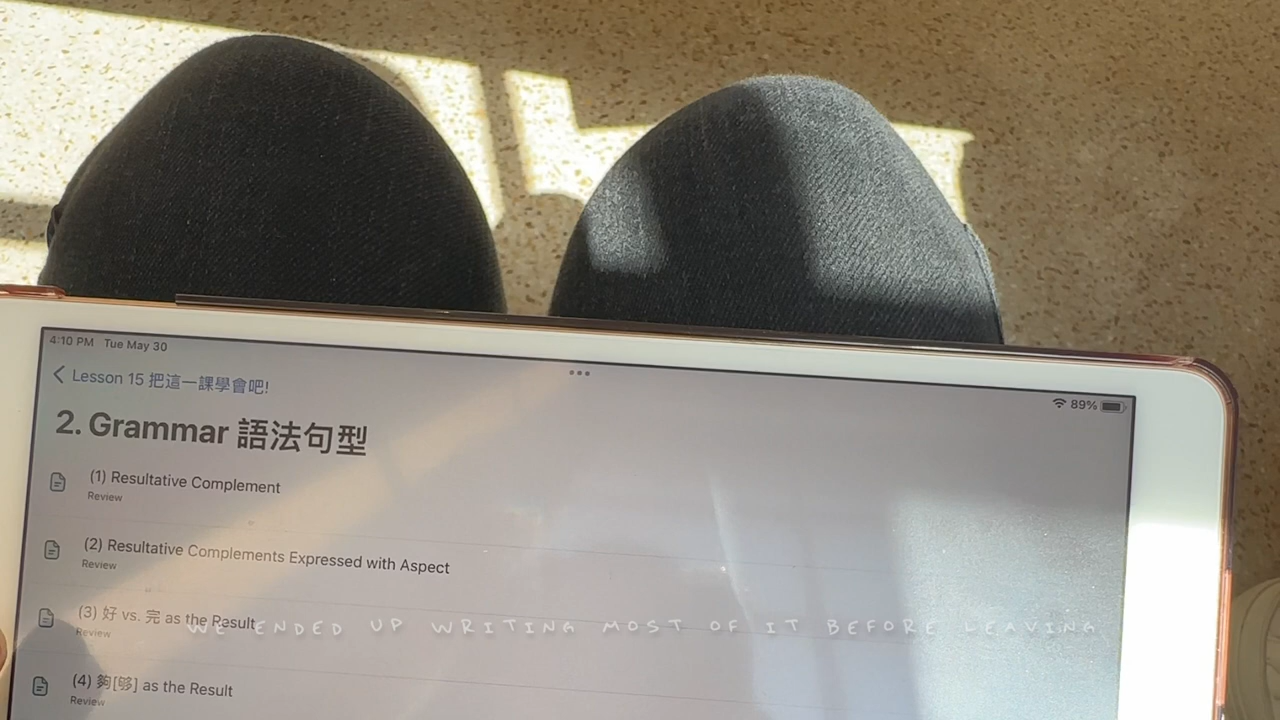 4:10 PM Tue May 30
89%
Lesson 15 把這一課學會吧!
2. Grammar 語法句型
(1) Resultative Complement
Review
(2) Resultative Complements Expressed with Aspect
Review
(3) 好 vs. 完 as the Result
Review
WE ENDED UP WRITING MOST OF IT BEFORE LEAVING
(4) 夠[够] as the Result
Review